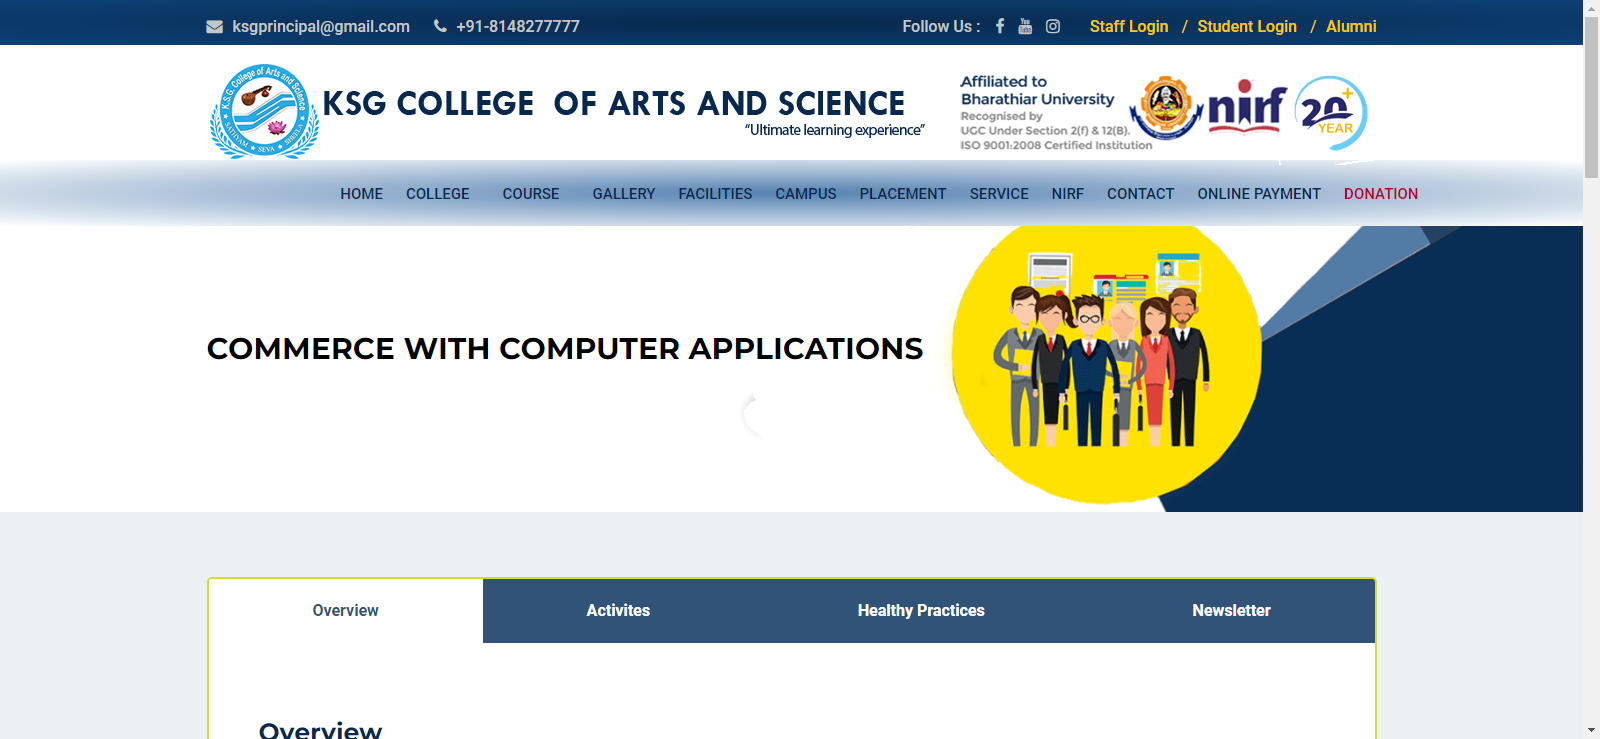 ksgprincipal@gmail.com +91-8148277777 Follow Us : Staff Login / Student Login / Alumni
K.S.G. College of Arts and Science
SATHYAM ★ SEVA ★ SHEELA
KSG COLLEGE OF ARTS AND SCIENCE
“Ultimate learning experience”
Affiliated to
Bharathiar University
Recognised by
UGC Under Section 2(f) & 12(B).
ISO 9001:2008 Certified Institution
nirf
20+
YEAR
HOME COLLEGE COURSE GALLERY FACILITIES CAMPUS PLACEMENT SERVICE NIRF CONTACT ONLINE PAYMENT DONATION
COMMERCE WITH COMPUTER APPLICATIONS
Overview Activites Healthy Practices Newsletter
Overview